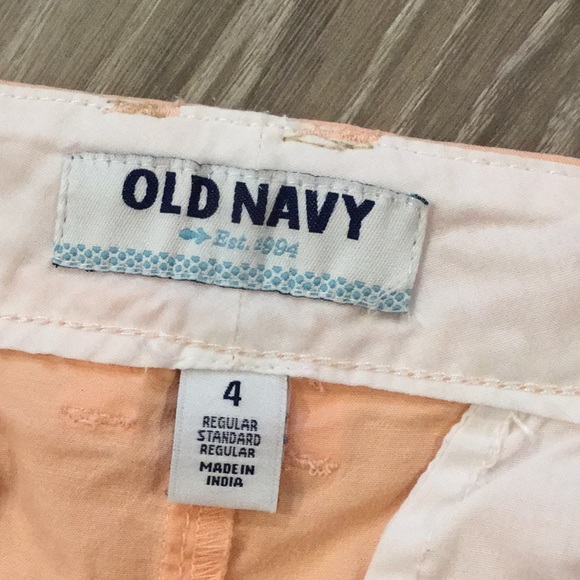 OLD NAVY
Est. 1994
4
REGULAR
STANDARD
REGULAR
MADE IN
INDIA